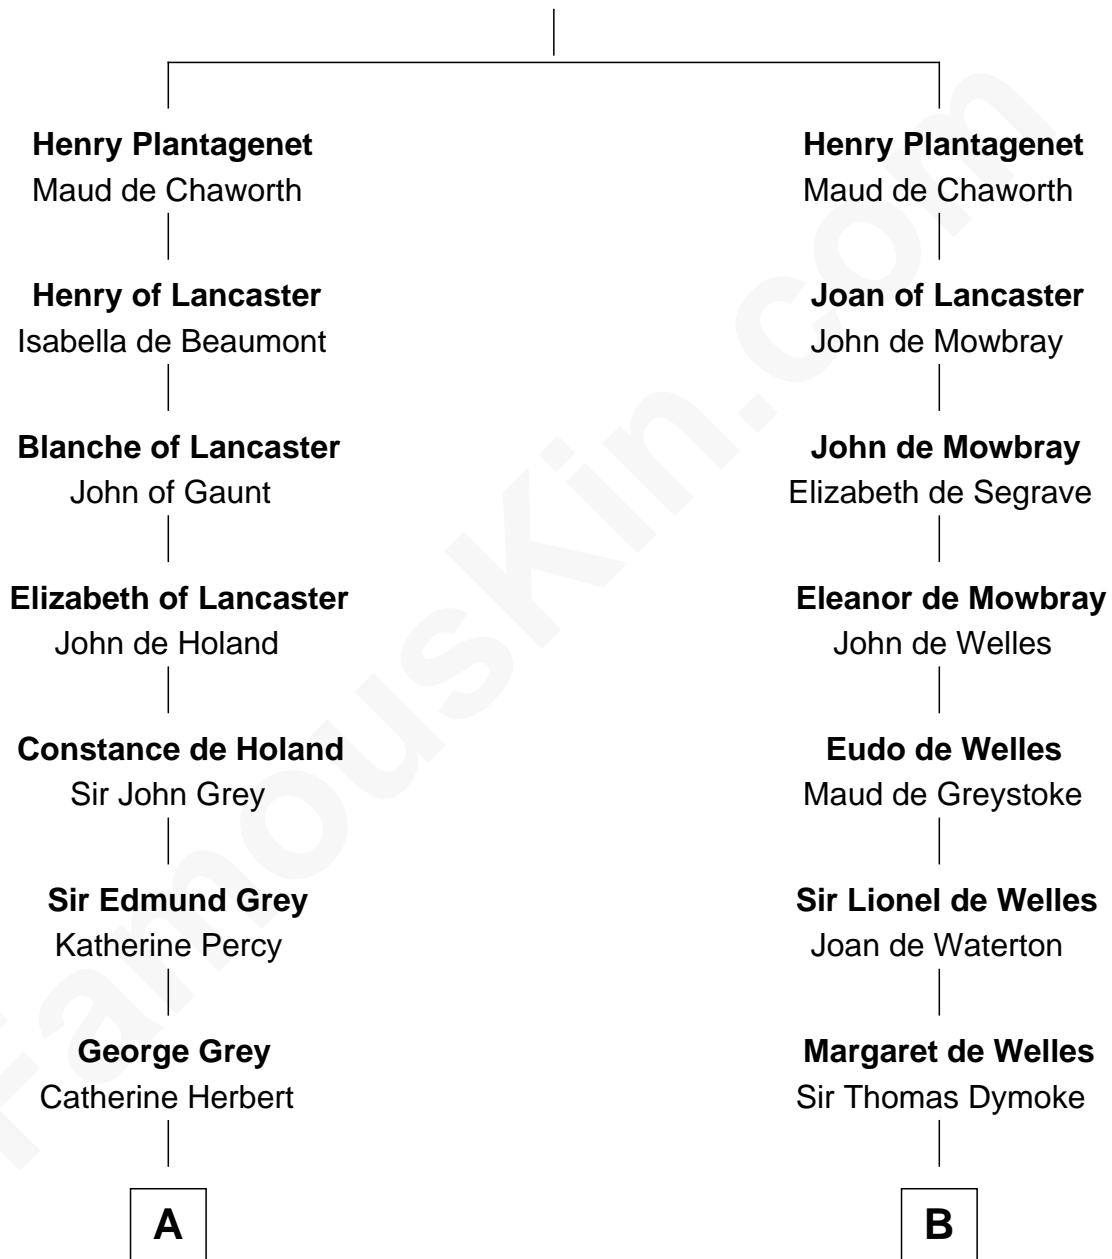 Henry Plantagenet
Maud de Chaworth
Henry of Lancaster
Isabella de Beaumont
Blanche of Lancaster
John of Gaunt
Elizabeth of Lancaster
John de Holand
Constance de Holand
Sir John Grey
Sir Edmund Grey
Katherine Percy
George Grey
Catherine Herbert
A
Henry Plantagenet
Maud de Chaworth
Joan of Lancaster
John de Mowbray
John de Mowbray
Elizabeth de Segrave
Eleanor de Mowbray
John de Welles
Eudo de Welles
Maud de Greystoke
Sir Lionel de Welles
Joan de Waterton
Margaret de Welles
Sir Thomas Dymoke
B
FamousKin.com